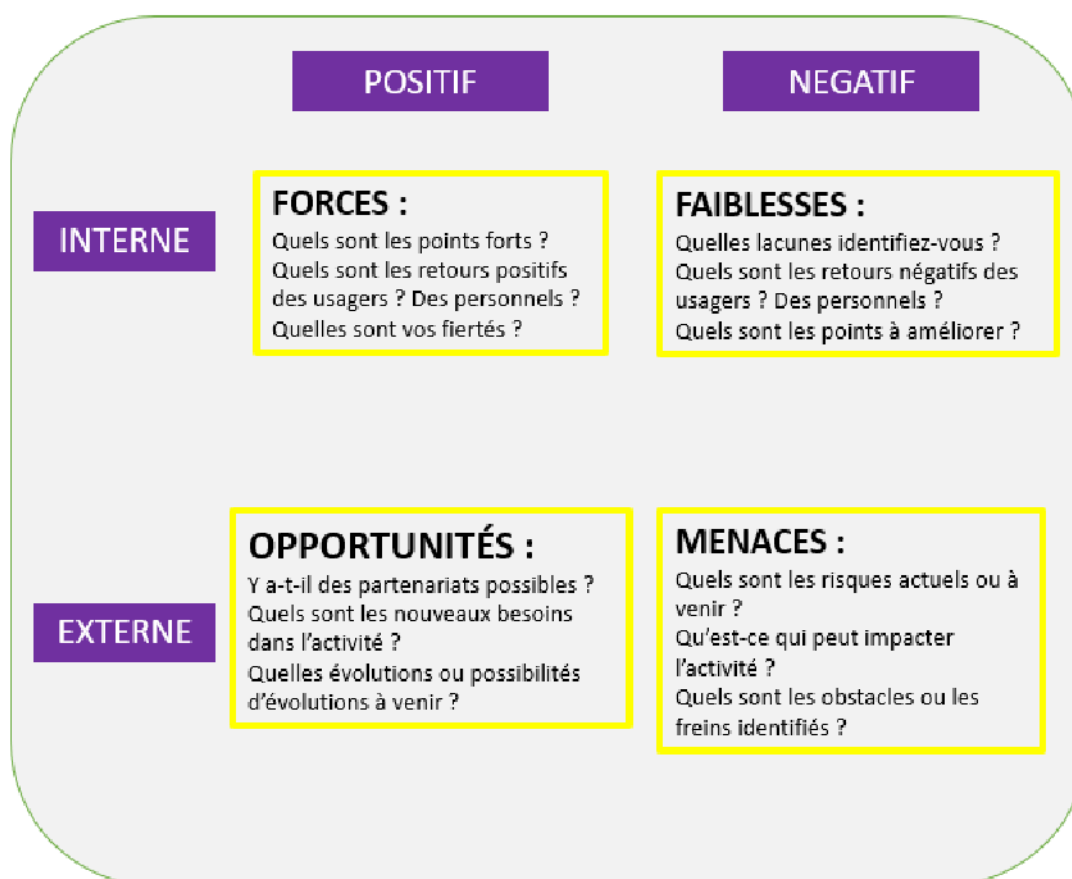 POSITIF
NEGATIF
INTERNE
FORCES :
Quels sont les points forts ?
Quels sont les retours positifs
des usagers ? Des personnels ?
Quelles sont vos fiertés ?
FAIBLESSES :
Quelles lacunes identifiez-vous ?
Quels sont les retours négatifs des
usagers ? Des personnels ?
Quels sont les points à améliorer ?
EXTERNE
OPPORTUNITÉS :
Y a-t-il des partenariats possibles ?
Quels sont les nouveaux besoins
dans l’activité ?
Quelles évolutions ou possibilités
d’évolutions à venir ?
MENACES :
Quels sont les risques actuels ou à
venir ?
Qu’est-ce qui peut impacter
l’activité ?
Quels sont les obstacles ou les
freins identifiés ?